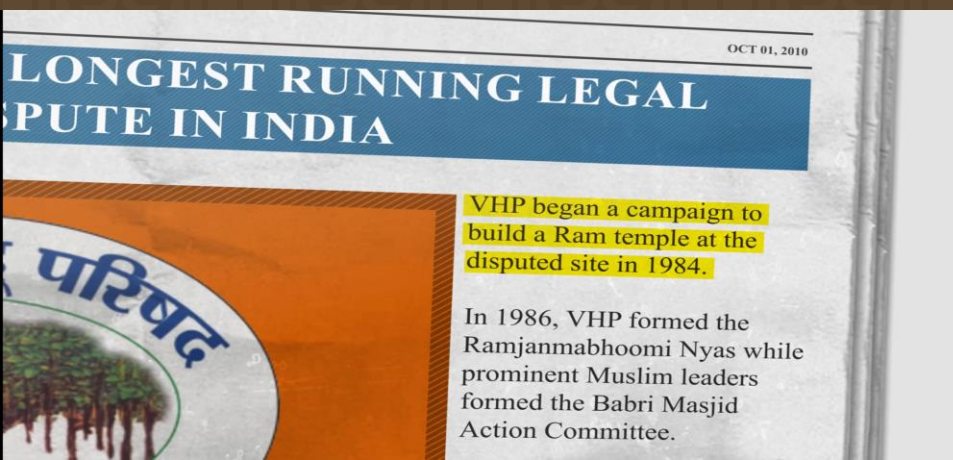 OCT 01, 2010
LONGEST RUNNING LEGAL
SPUTE IN INDIA
VHP began a campaign to
build a Ram temple at the
disputed site in 1984.
In 1986, VHP formed the
Ramjanmabhoomi Nyas while
prominent Muslim leaders
formed the Babri Masjid
Action Committee.
परिषद